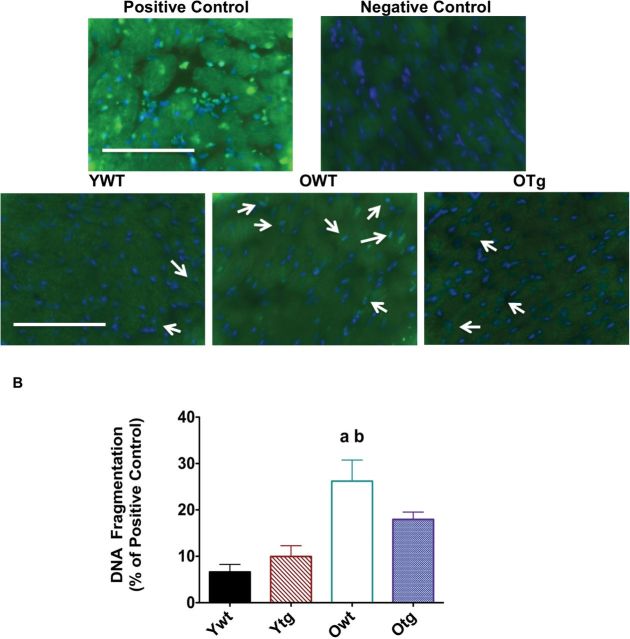 Positive Control
Negative Control
YWT
OWT
OTg
B
DNA Fragmentation
(% of Positive Control)
40
30
20
10
0
a b
Ywt
Ytg
Owt
Otg